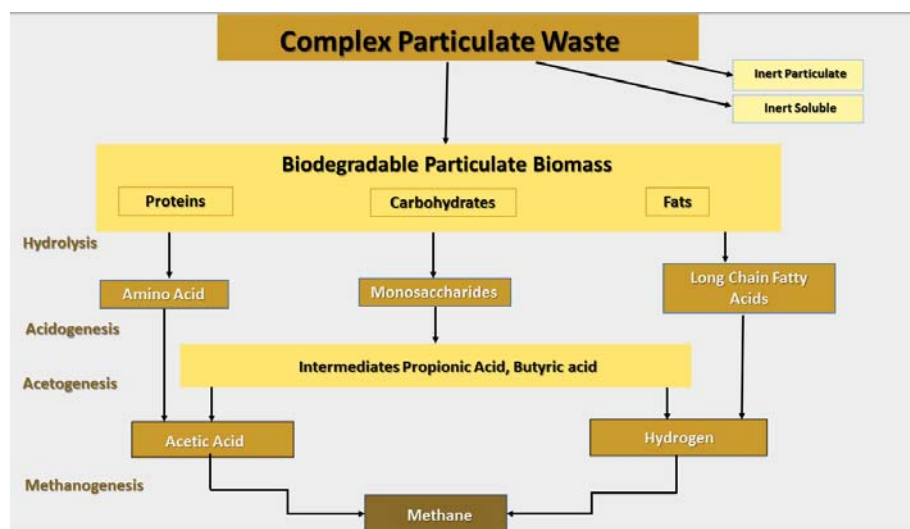 Complex Particulate Waste
Inert Particulate
Inert Soluble
Biodegradable Particulate Biomass
Proteins
Carbohydrates
Fats
Hydrolysis
Amino Acid
Monosaccharides
Long Chain Fatty
Acids
Acidogenesis
Intermediates Propionic Acid, Butyric acid
Acetogenesis
Acetic Acid
Hydrogen
Methanogenesis
Methane